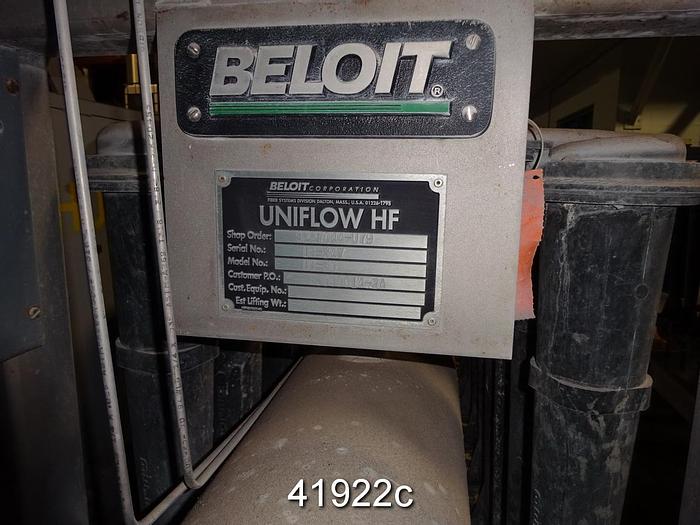 BELOIT®
BELOIT CORPORATION
FIBER SYSTEMS DIVISION DALTON, MASS., U.S.A. 01226-1795
UNIFLOW HF
Shop Order:
Serial No.:
Model No.:
Customer P.O.:
Cust. Equip. No.:
Est Lifting Wt.:
41922c